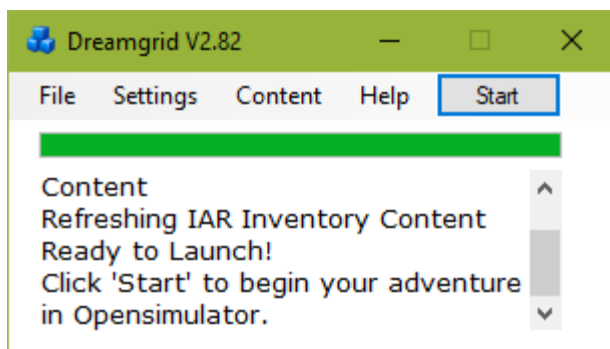 Dreamgrid V2.82
File Settings Content Help Start
Content
Refreshing IAR Inventory Content
Ready to Launch!
Click 'Start' to begin your adventure
in Opensimulator.